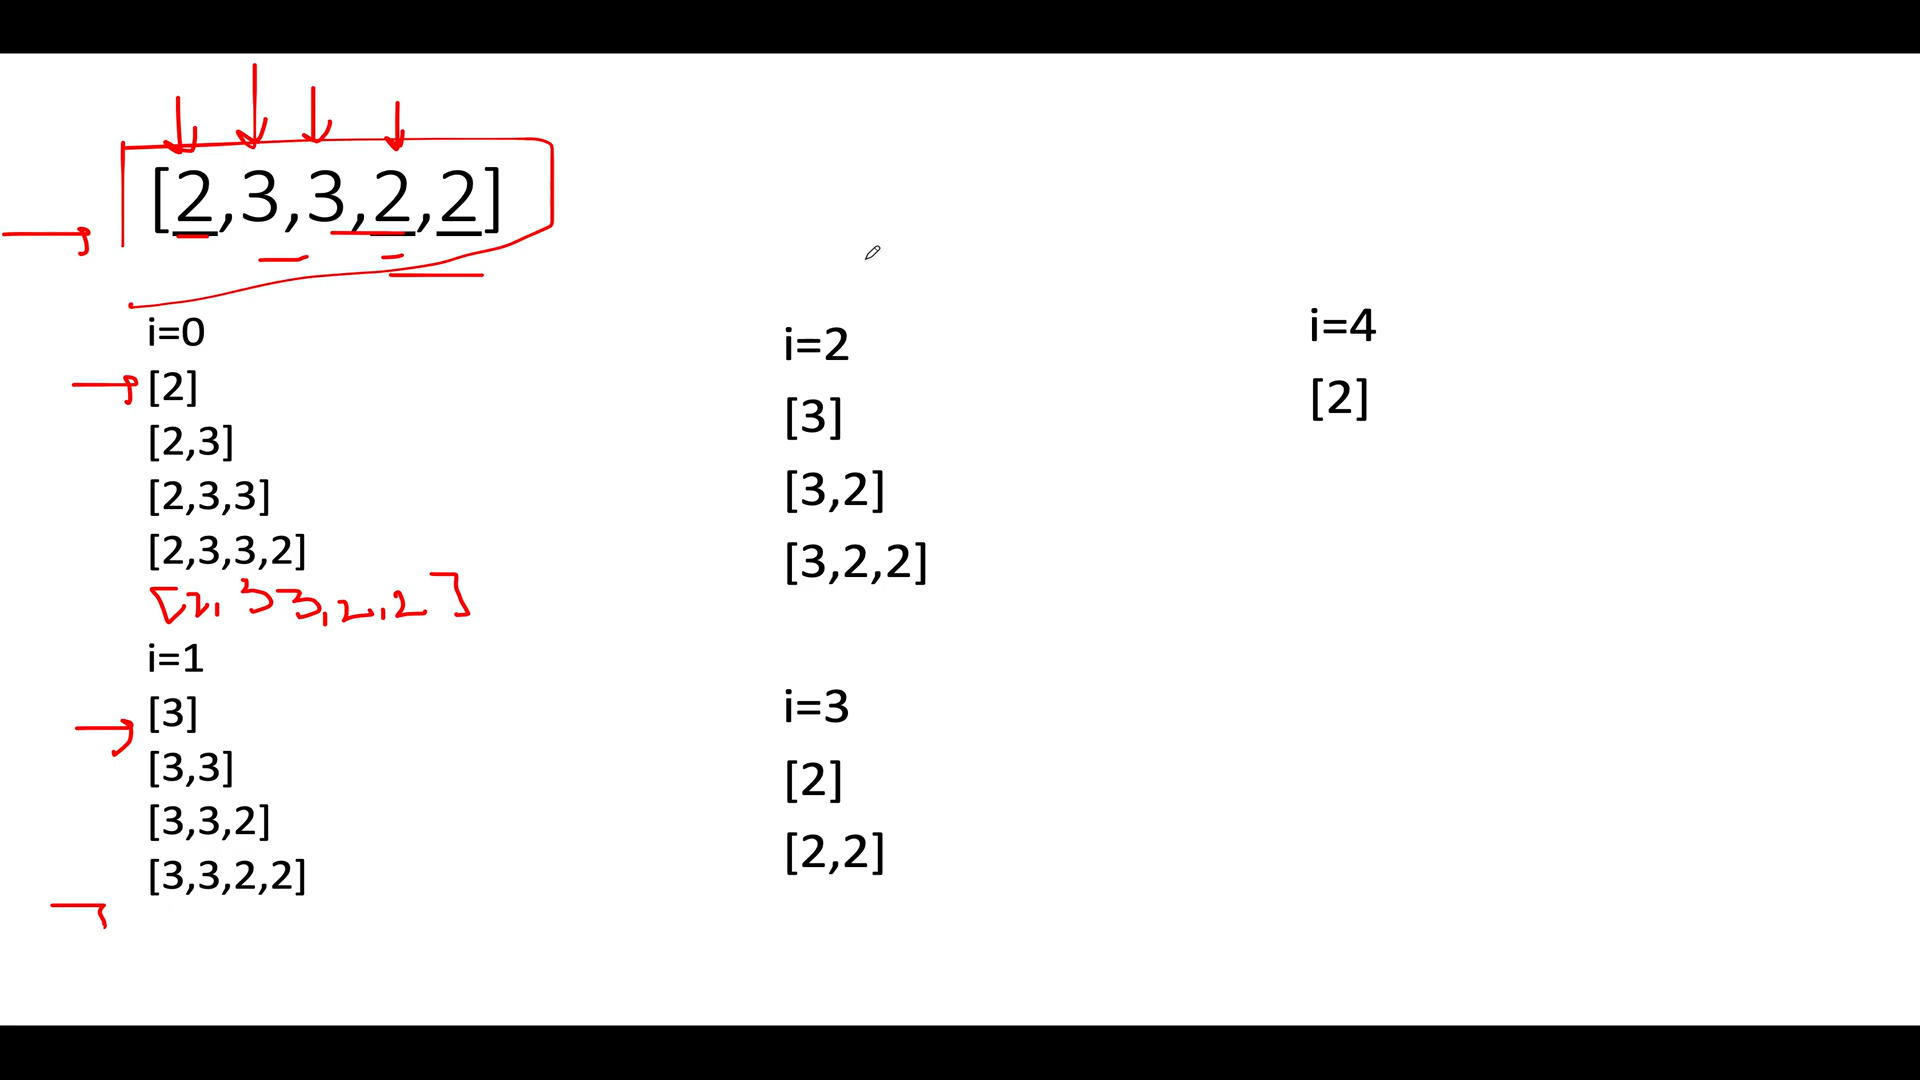 [2,3,3,2,2]
i=0
[2]
[2,3]
[2,3,3]
[2,3,3,2]
[2, 3 3, 2, 2]
i=1
[3]
[3,3]
[3,3,2]
[3,3,2,2]
i=2
[3]
[3,2]
[3,2,2]
i=3
[2]
[2,2]
i=4
[2]